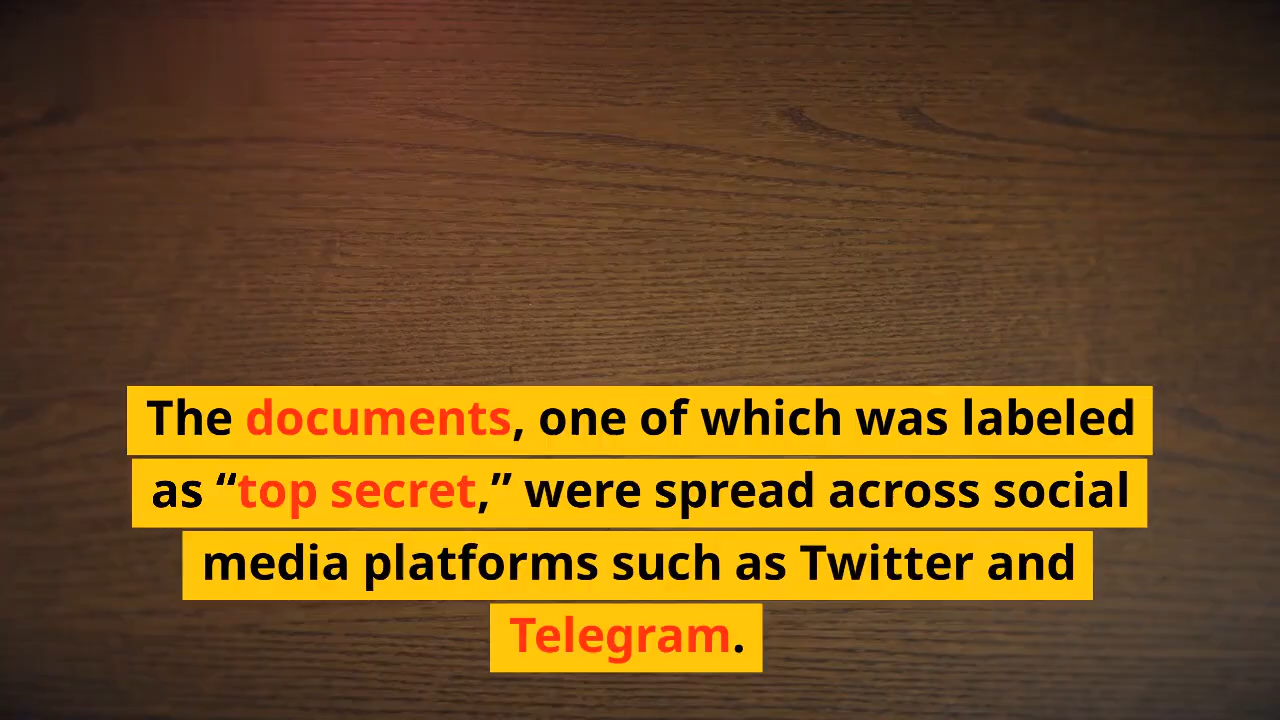 The documents, one of which was labeled
as “top secret,” were spread across social
media platforms such as Twitter and
Telegram.